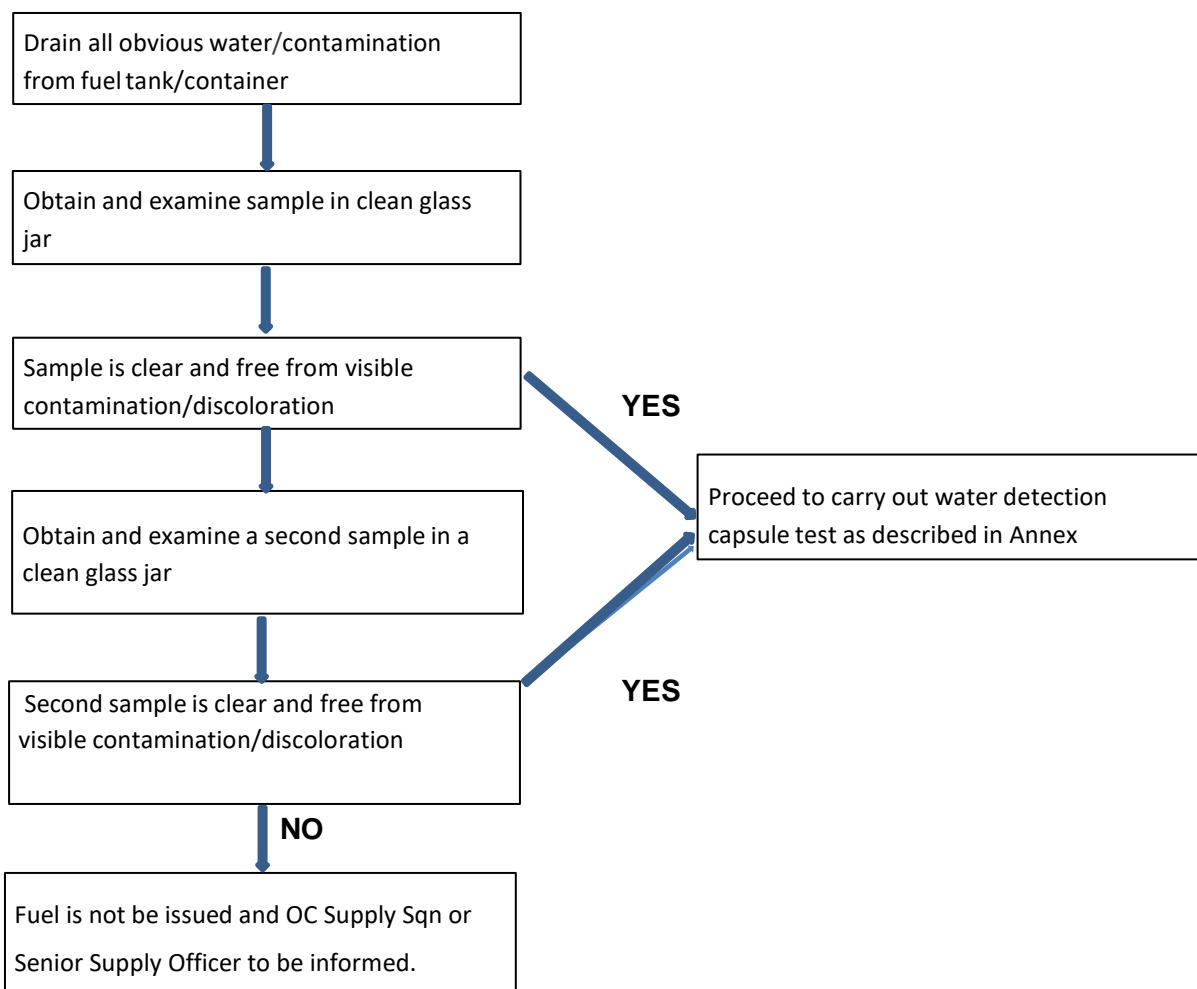 Drain all obvious water/contamination
from fuel tank/container
Obtain and examine sample in clean glass
jar
Sample is clear and free from visible
contamination/discoloration
YES
Proceed to carry out water detection
capsule test as described in Annex
Obtain and examine a second sample in a
clean glass jar
Second sample is clear and free from
visible contamination/discoloration
YES
NO
Fuel is not be issued and OC Supply Sqn or
Senior Supply Officer to be informed.